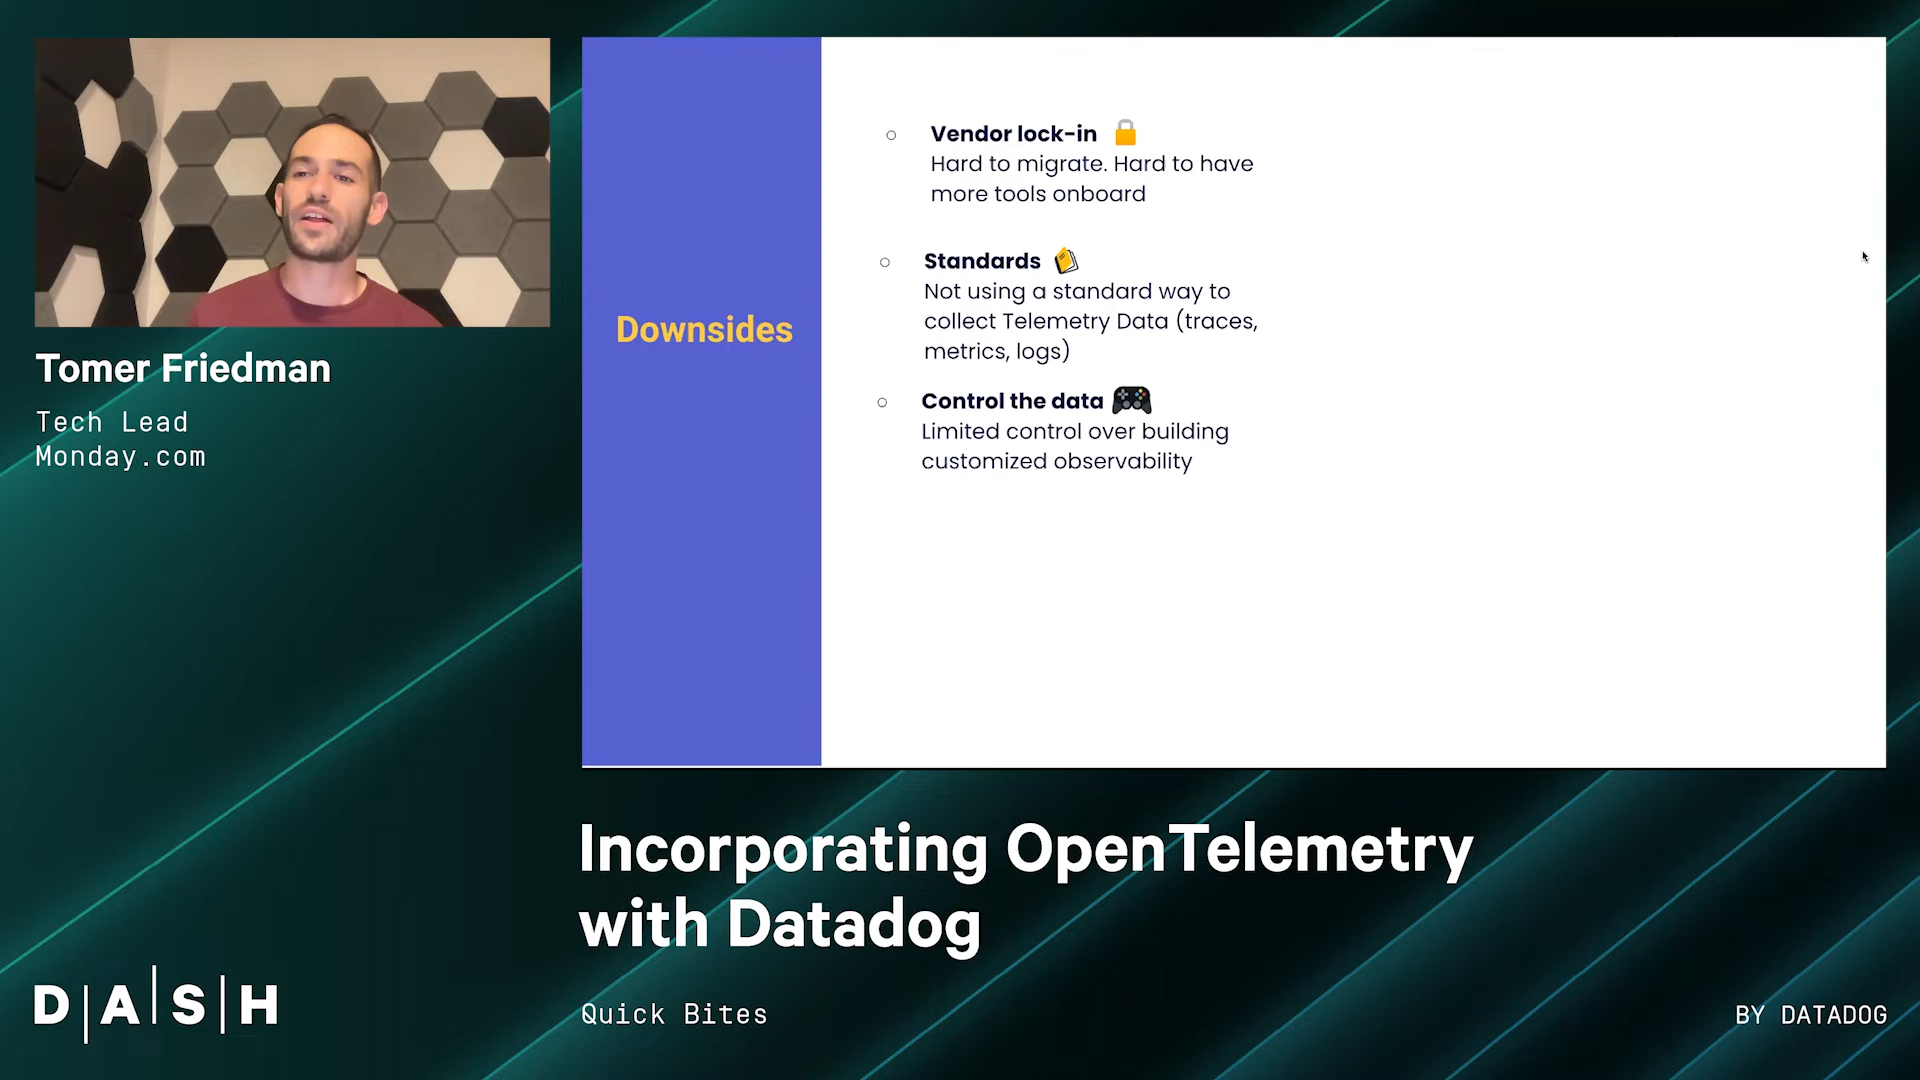 Tomer Friedman
Tech Lead
Monday.com
Downsides
Vendor lock-in
Hard to migrate. Hard to have
more tools onboard
Standards
Not using a standard way to
collect Telemetry Data (traces,
metrics, logs)
Control the data
Limited control over building
customized observability
Incorporating OpenTelemetry
with Datadog
D|A|S|H
Quick Bites
BY DATADOG